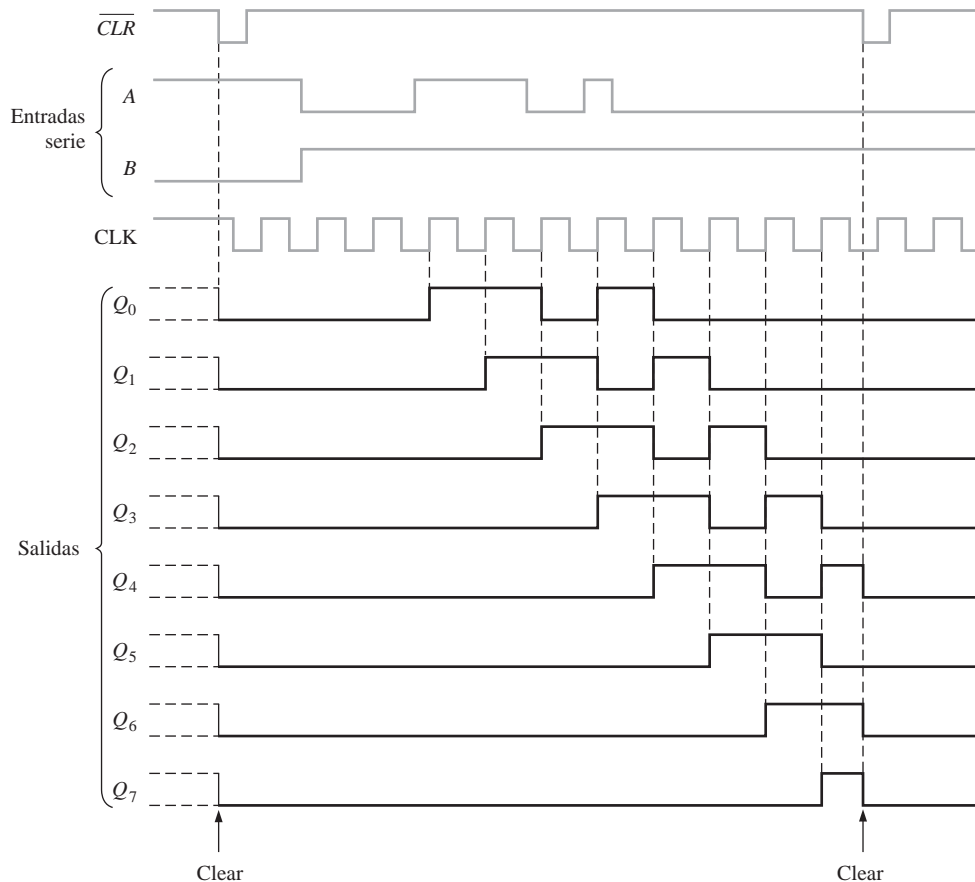 CLR
Entradas
serie
A
B
CLK
Salidas
Q0
Q1
Q2
Q3
Q4
Q5
Q6
Q7
Clear
Clear